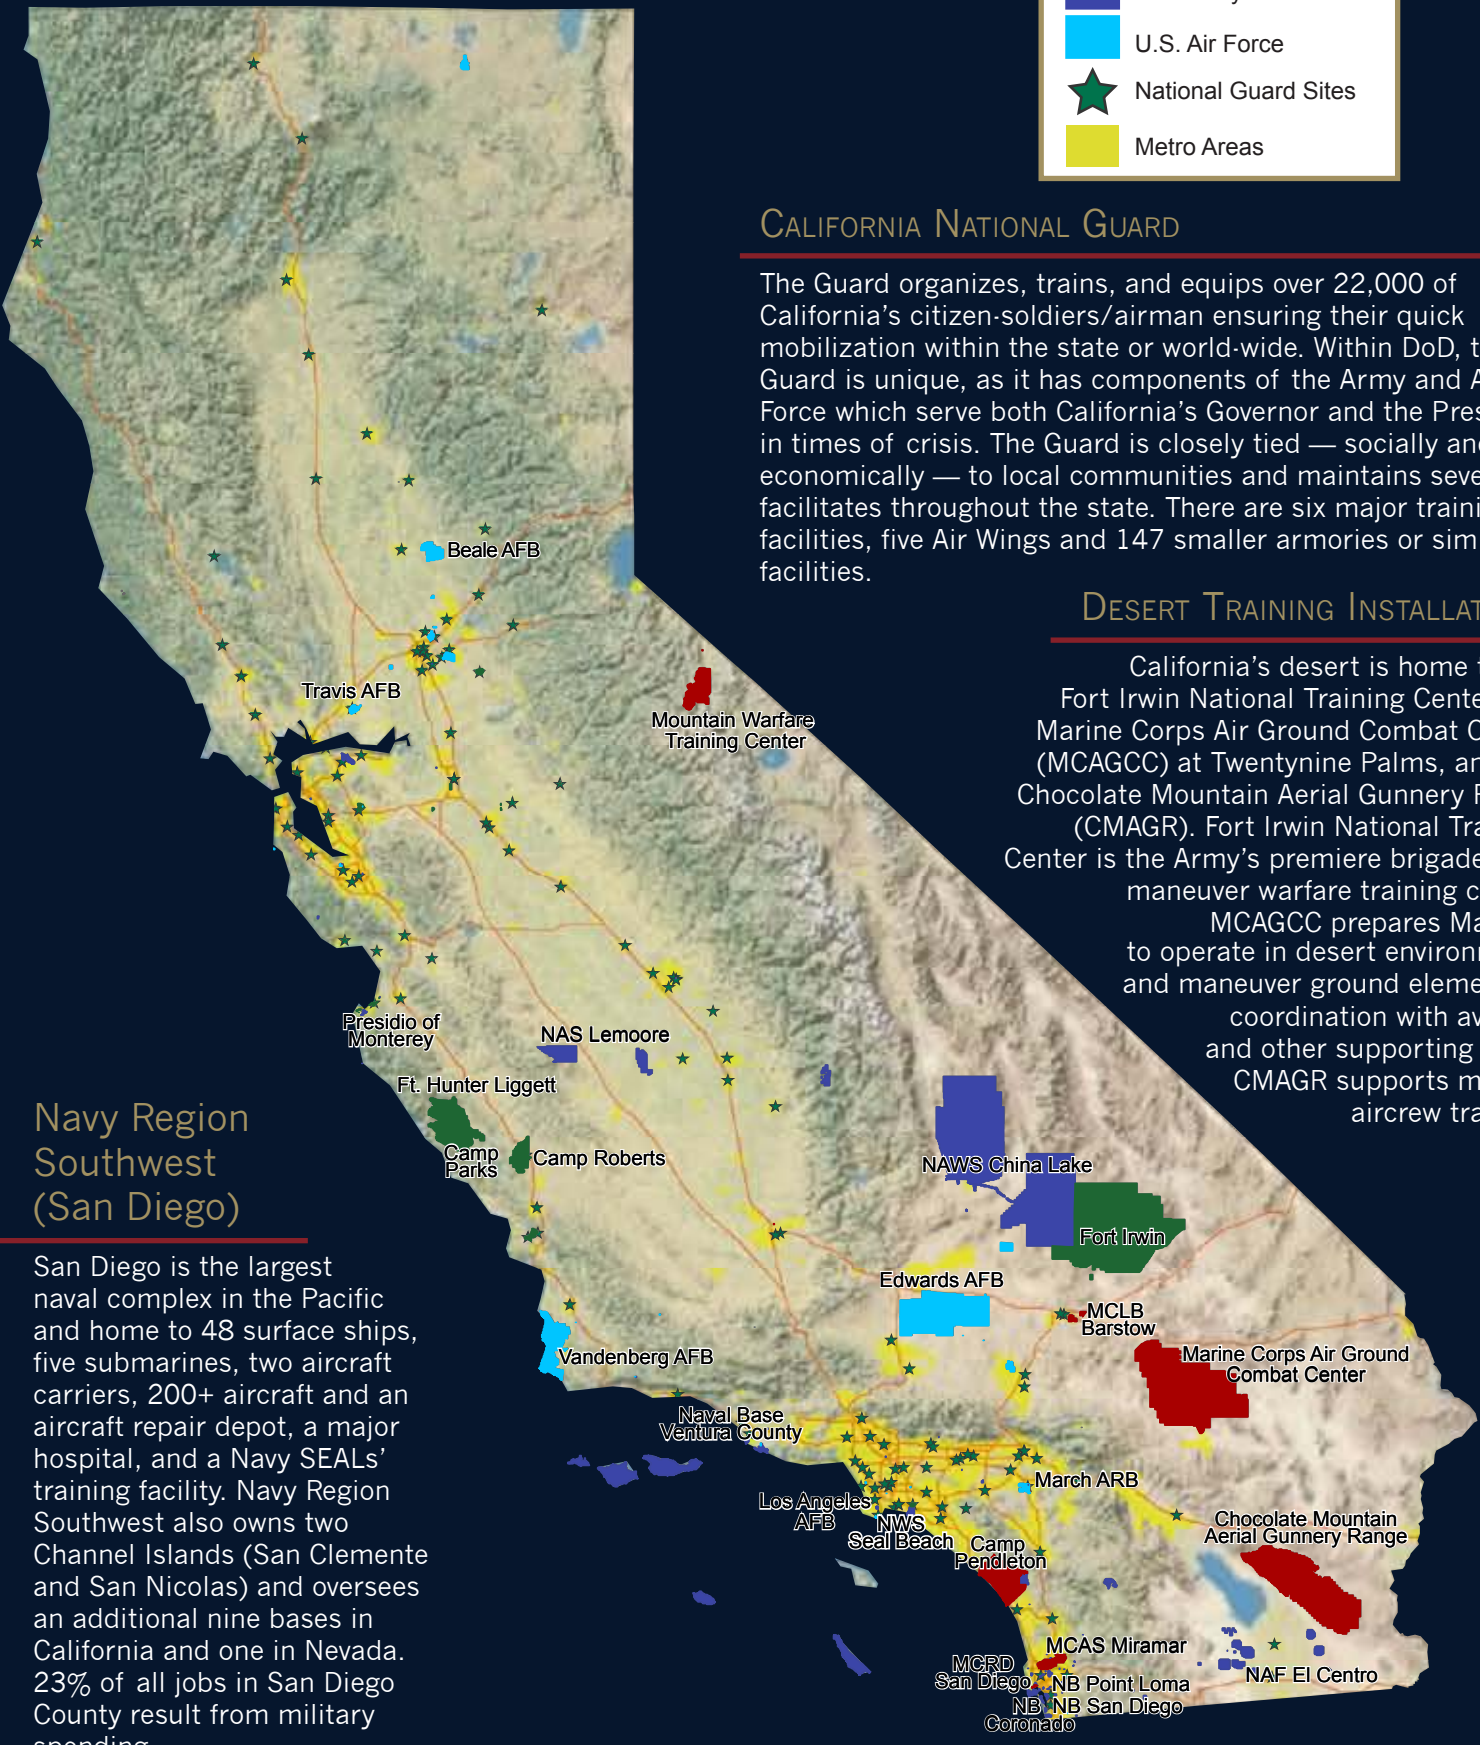 U.S. Air Force
National Guard Sites
Metro Areas
California National Guard
The Guard organizes, trains, and equips over 22,000 of
California's citizen-soldiers/airman ensuring their quick
mobilization within the state or world-wide. Within DoD,
Guard is unique, as it has components of the Army and
Force which serve both California's Governor and the
in times of crisis. The Guard is closely tied — socially
economically — to local communities and maintains
facilitates throughout the state. There are six major
facilities, five Air Wings and 147 smaller armories or
facilities.
Desert Training
California's desert is home
Fort Irwin National Training
Marine Corps Air Ground Combat
(MCAGCC) at Twentynine Palms,
Chocolate Mountain Aerial Gunnery
(CMAGR). Fort Irwin National
Center is the Army's premiere
maneuver warfare training
MCAGCC prepares
to operate in desert
and maneuver ground
coordination with
and other supporting
CMAGR supports
aircrew
Beale AFB
Travis AFB
Mountain Warfare
Training Center
Presidio of
Monterey
NAS Lemoore
Ft. Hunter Liggett
Camp
Parks
Camp Roberts
NAWS China Lake
Fort Irwin
Edwards AFB
MCLB
Barstow
Vandenberg AFB
Marine Corps Air Ground
Combat Center
Naval Base
Ventura County
March ARB
Los Angeles
AFB
NWS
Seal Beach
Camp
Pendleton
Chocolate Mountain
Aerial Gunnery Range
MCAS Miramar
MCRD
San Diego
NB Point Loma
NAF El Centro
NB San Diego
NB
Coronado
Navy Region
Southwest
(San Diego)
San Diego is the largest
naval complex in the Pacific
and home to 48 surface ships,
five submarines, two aircraft
carriers, 200+ aircraft and an
aircraft repair depot, a major
hospital, and a Navy SEALs'
training facility. Navy Region
Southwest also owns two
Channel Islands (San Clemente
and San Nicolas) and oversees
an additional nine bases in
California and one in Nevada.
23% of all jobs in San Diego
County result from military